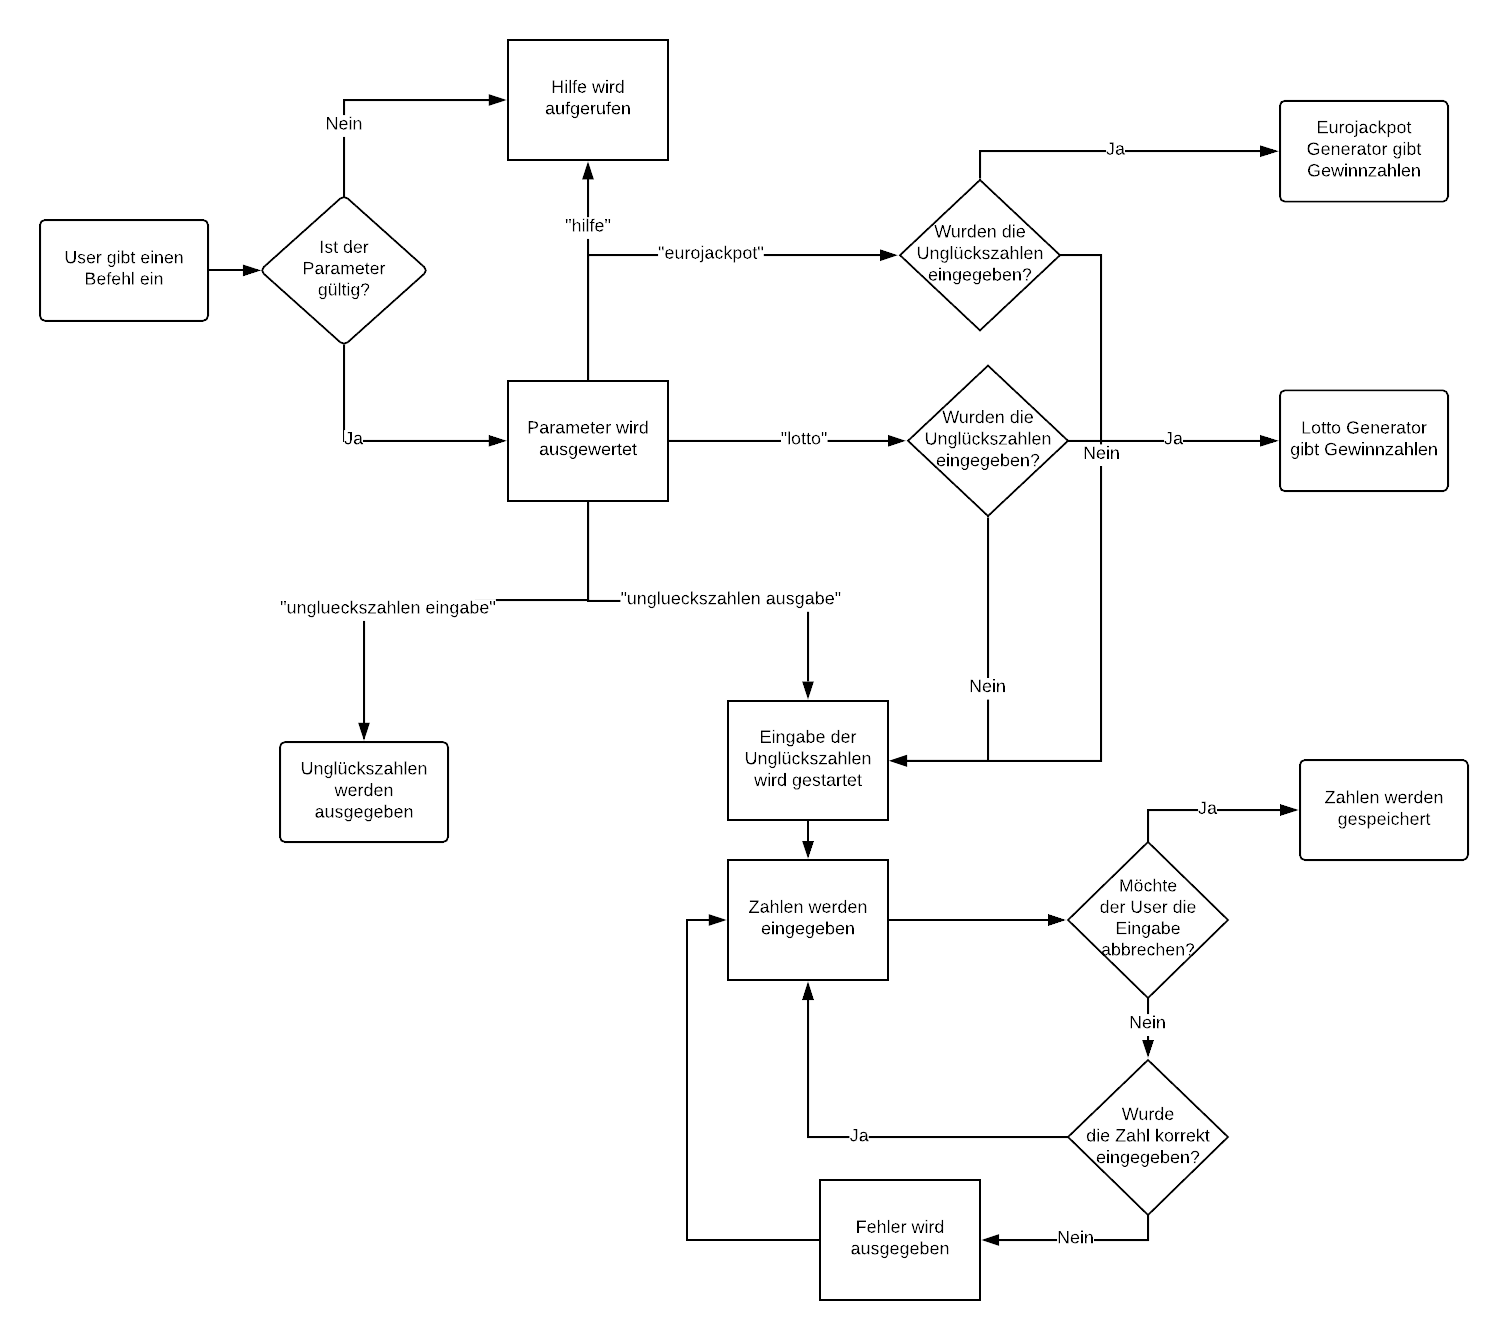 Hilfe wird
aufgerufen
Nein
Eurojackpot
Generator gibt
Gewinnzahlen
Ja
"hilfe"
User gibt einen
Befehl ein
Ist der
Parameter
gültig?
"eurojackpot"
Wurden die
Unglückszahlen
eingegeben?
Ja
Parameter wird
ausgewertet
"lotto"
Wurden die
Unglückszahlen
eingegeben?
Nein
Ja
Lotto Generator
gibt Gewinnzahlen
"unglueckszahlen eingabe"
"unglueckszahlen ausgabe"
Nein
Unglückszahlen
werden
ausgegeben
Eingabe der
Unglückszahlen
wird gestartet
Ja
Zahlen werden
gespeichert
Zahlen werden
eingegeben
Möchte
der User die
Eingabe
abbrechen?
Nein
Ja
Wurde
die Zahl korrekt
eingegeben?
Fehler wird
ausgegeben
Nein